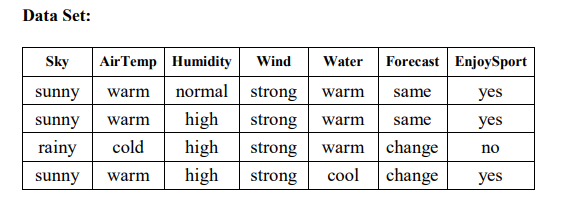 Data Set:
Sky AirTemp Humidity Wind Water Forecast EnjoySport
sunny warm normal strong warm same yes
sunny warm high strong warm same yes
rainy cold high strong warm change no
sunny warm high strong cool change yes